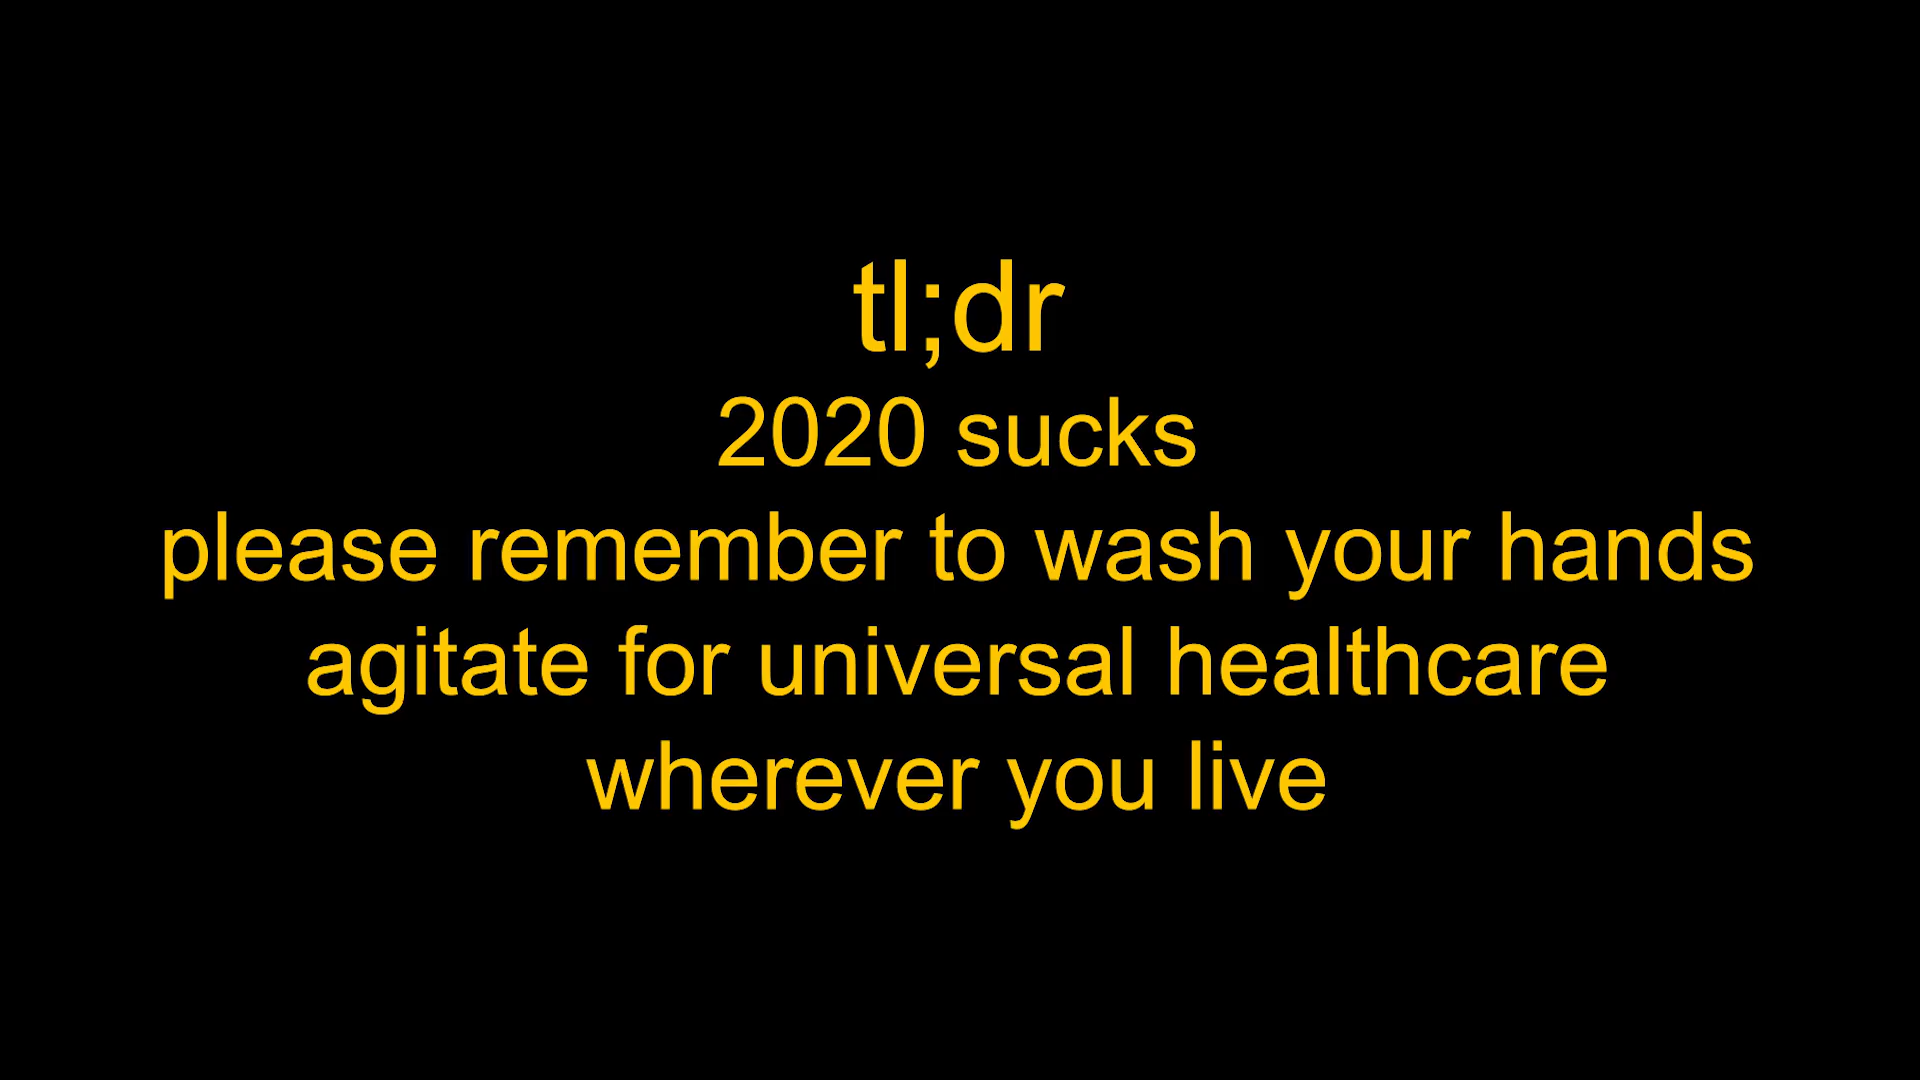 tl;dr
2020 sucks
please remember to wash your hands
agitate for universal healthcare
wherever you live